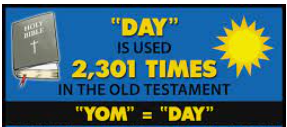 HOLY
BIBLE
"DAY"
IS USED
2,301 TIMES
IN THE OLD TESTAMENT
"YOM" = "DAY"